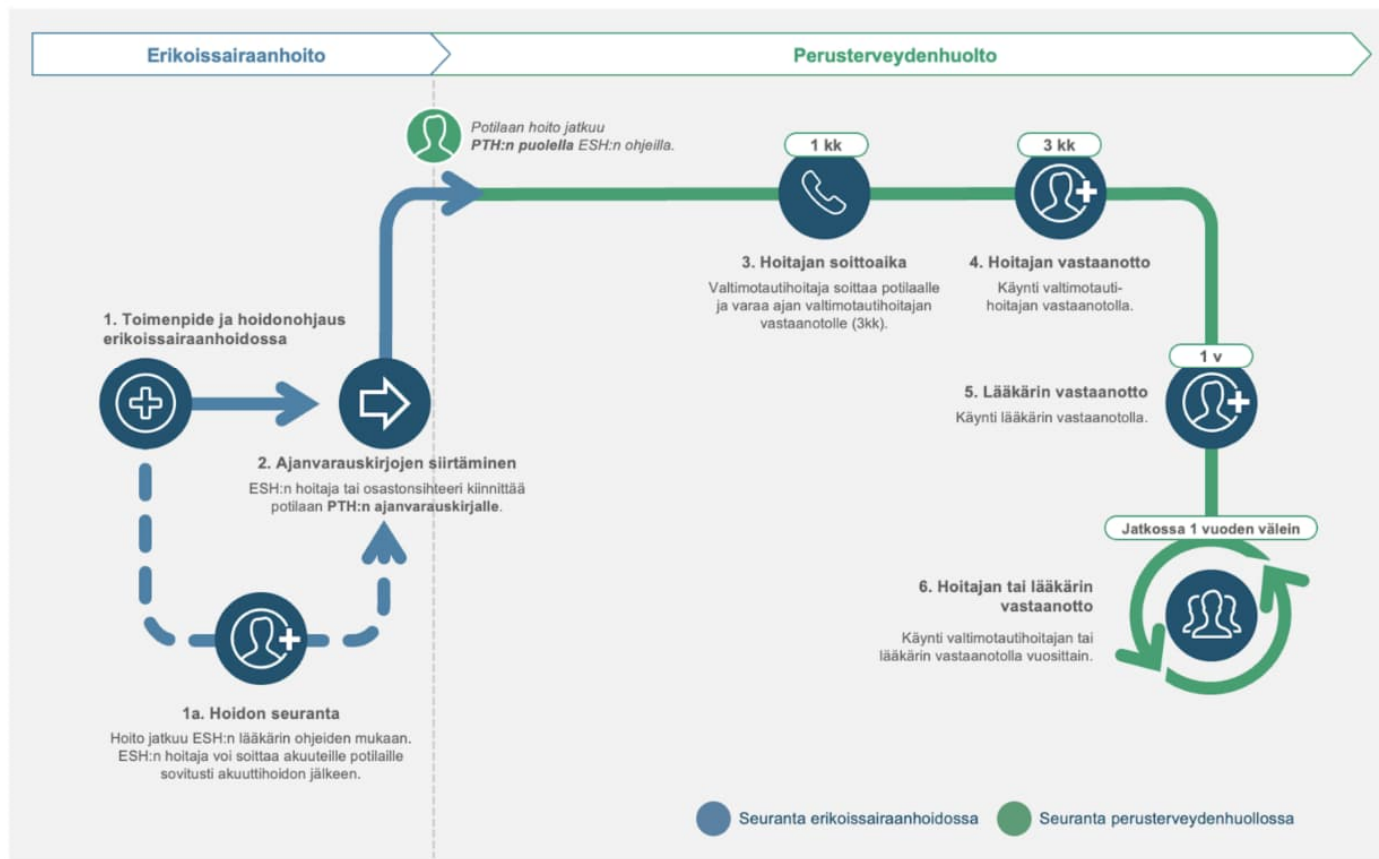 Erikoissairaanhoito
Perusterveydenhuolto
Potilaan hoito jatkuu
PTH:n puolella ESH:n ohjeilla.
1. Toimenpide ja hoidonohjaus
erikoissairaanhoidossa
2. Ajanvarauskirjojen siirtäminen
ESH:n hoitaja tai osastonsihteeri kiinnittää
potilaan PTH:n ajanvarauskirjalle.
1a. Hoidon seuranta
Hoito jatkuu ESH:n lääkärin ohjeiden mukaan.
ESH:n hoitaja voi soittaa akuuteille potilaille
sovitusti akuuttihoidon jälkeen.
1 kk
3. Hoitajan soittoaika
Valtimotautihoitaja soittaa potilaalle
ja varaa ajan valtimotautihoitajan
vastaanotolle (3kk).
3 kk
4. Hoitajan vastaanotto
Käynti valtimotauti-
hoitajan vastaanotolla.
1 v
5. Lääkärin vastaanotto
Käynti lääkärin vastaanotolla.
Jatkossa 1 vuoden välein
6. Hoitajan tai lääkärin
vastaanotto
Käynti valtimotautihoitajan tai
lääkärin vastaanotolla vuosittain.
Seuranta erikoissairaanhoidossa
Seuranta perusterveydenhuollossa